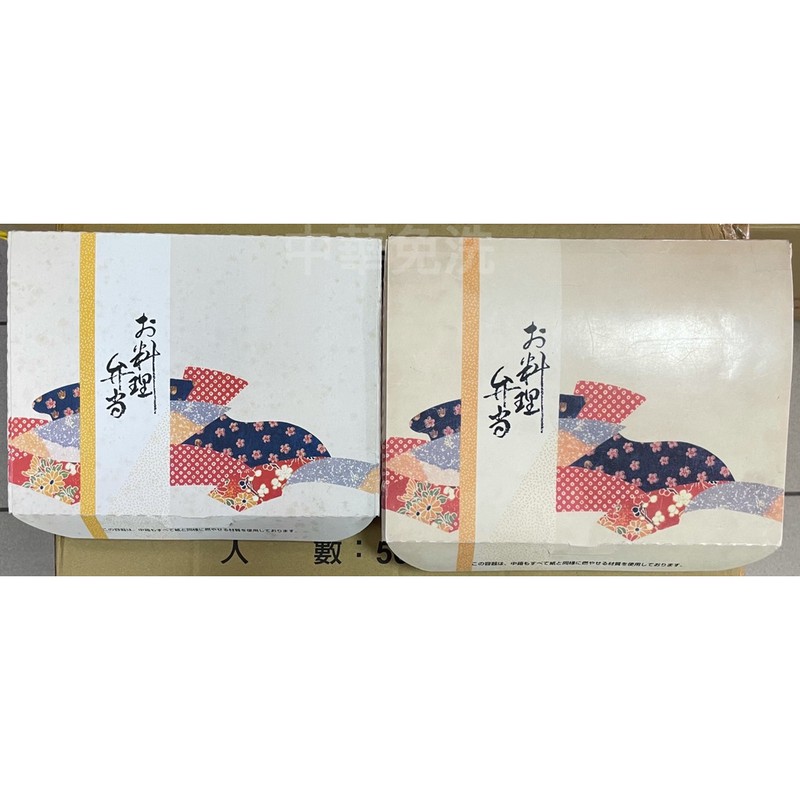 中華免洗
お料理
弁当
お料理
弁当
この容器は、中箱もすべて紙と同様に燃やせる材質を使用しております。
この容器は、中箱もすべて紙と同様に燃やせる材質を使用しております。
人 數：50